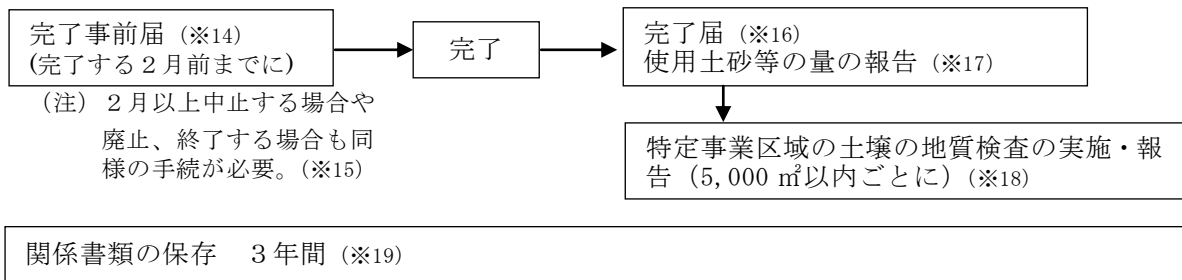 完了事前届（※14）
(完了する２月前までに)
完了
完了届（※16）
使用土砂等の量の報告（※17）
（注）２月以上中止する場合や
廃止、終了する場合も同
様の手続が必要。（※15）
特定事業区域の土壌の地質検査の実施・報
告（5,000 ㎡以内ごとに）（※18）
関係書類の保存　３年間（※19）